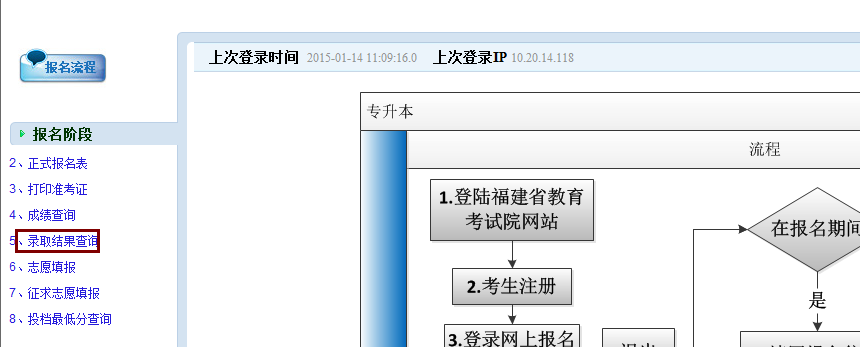 上次登录时间 2015-01-14 11:09:16.0 上次登录IP 10.20.14.118
报名流程
报名阶段
2、正式报名表
3、打印准考证
4、成绩查询
5、录取结果查询
6、志愿填报
7、征求志愿填报
8、投档最低分查询
专升本
流程
1.登陆福建省教育
考试院网站
2.考生注册
3.登录网上报名
在报名期间
是